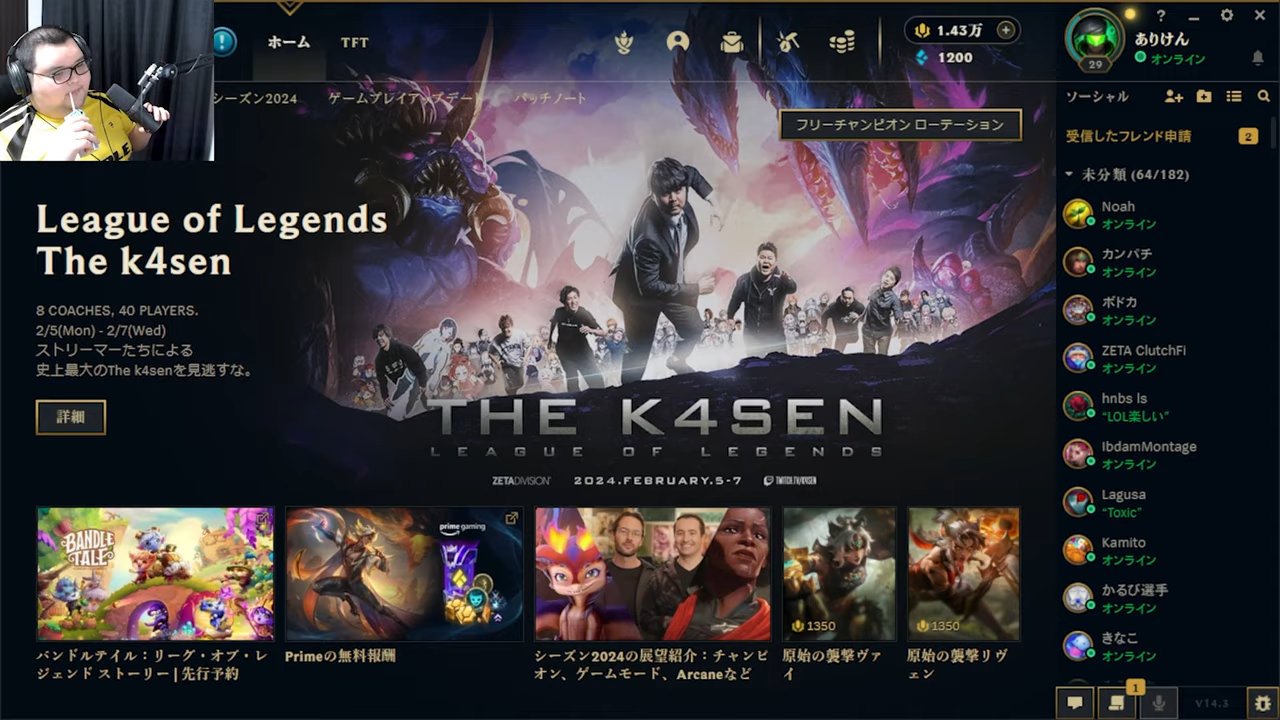 ホーム
TFT
1.43万
1200
ありけん
オンライン
29
シーズン2024
ゲームプレイアップデート
パッチノート
フリーチャンピオン ローテーション
ソーシャル
受信したフレンド申請
2
未分類 (64/182)
League of Legends
The k4sen
8 COACHES, 40 PLAYERS.
2/5(Mon) - 2/7(Wed)
ストリーマーたちによる
史上最大のThe k4senを見逃すな。
詳細
THE K4SEN
LEAGUE OF LEGENDS
ZETADIVISION
2024.FEBRUARY.5-7
TWITCH.TV/K4SEN
Noah
オンライン
カンパチ
オンライン
ボドカ
オンライン
ZETA ClutchFi
オンライン
hnbs ls
“LOL楽しい”
IbdamMontage
オンライン
Lagusa
“Toxic”
Kamito
オンライン
かるび選手
オンライン
きなこ
オンライン
BANDLE
TALE
prime gaming
1350
1350
バンドルテイル：リーグ・オブ・レ
ジェンド ストーリー | 先行予約
Primeの無料報酬
シーズン2024の展望紹介：チャンピ
オン、ゲームモード、Arcaneなど
原始の襲撃ヴァ
イ
原始の襲撃リヴ
ェン
1
V14.3